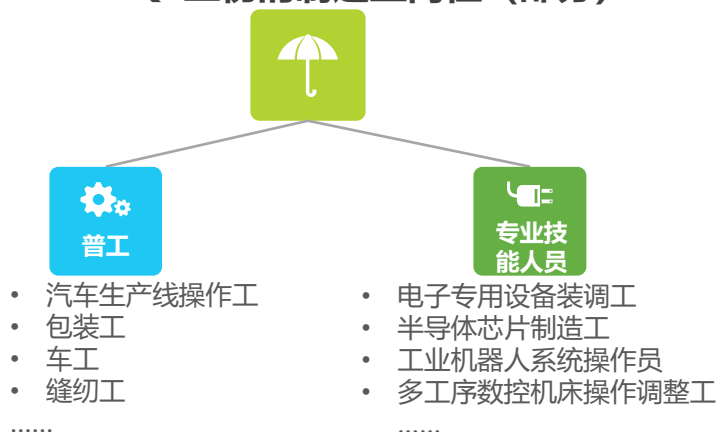 普工
专业技
能人员
• 汽车生产线操作工
• 包装工
• 车工
• 缝纫工
......
• 电子专用设备装调工
• 半导体芯片制造工
• 工业机器人系统操作员
• 多工序数控机床操作调整工
......